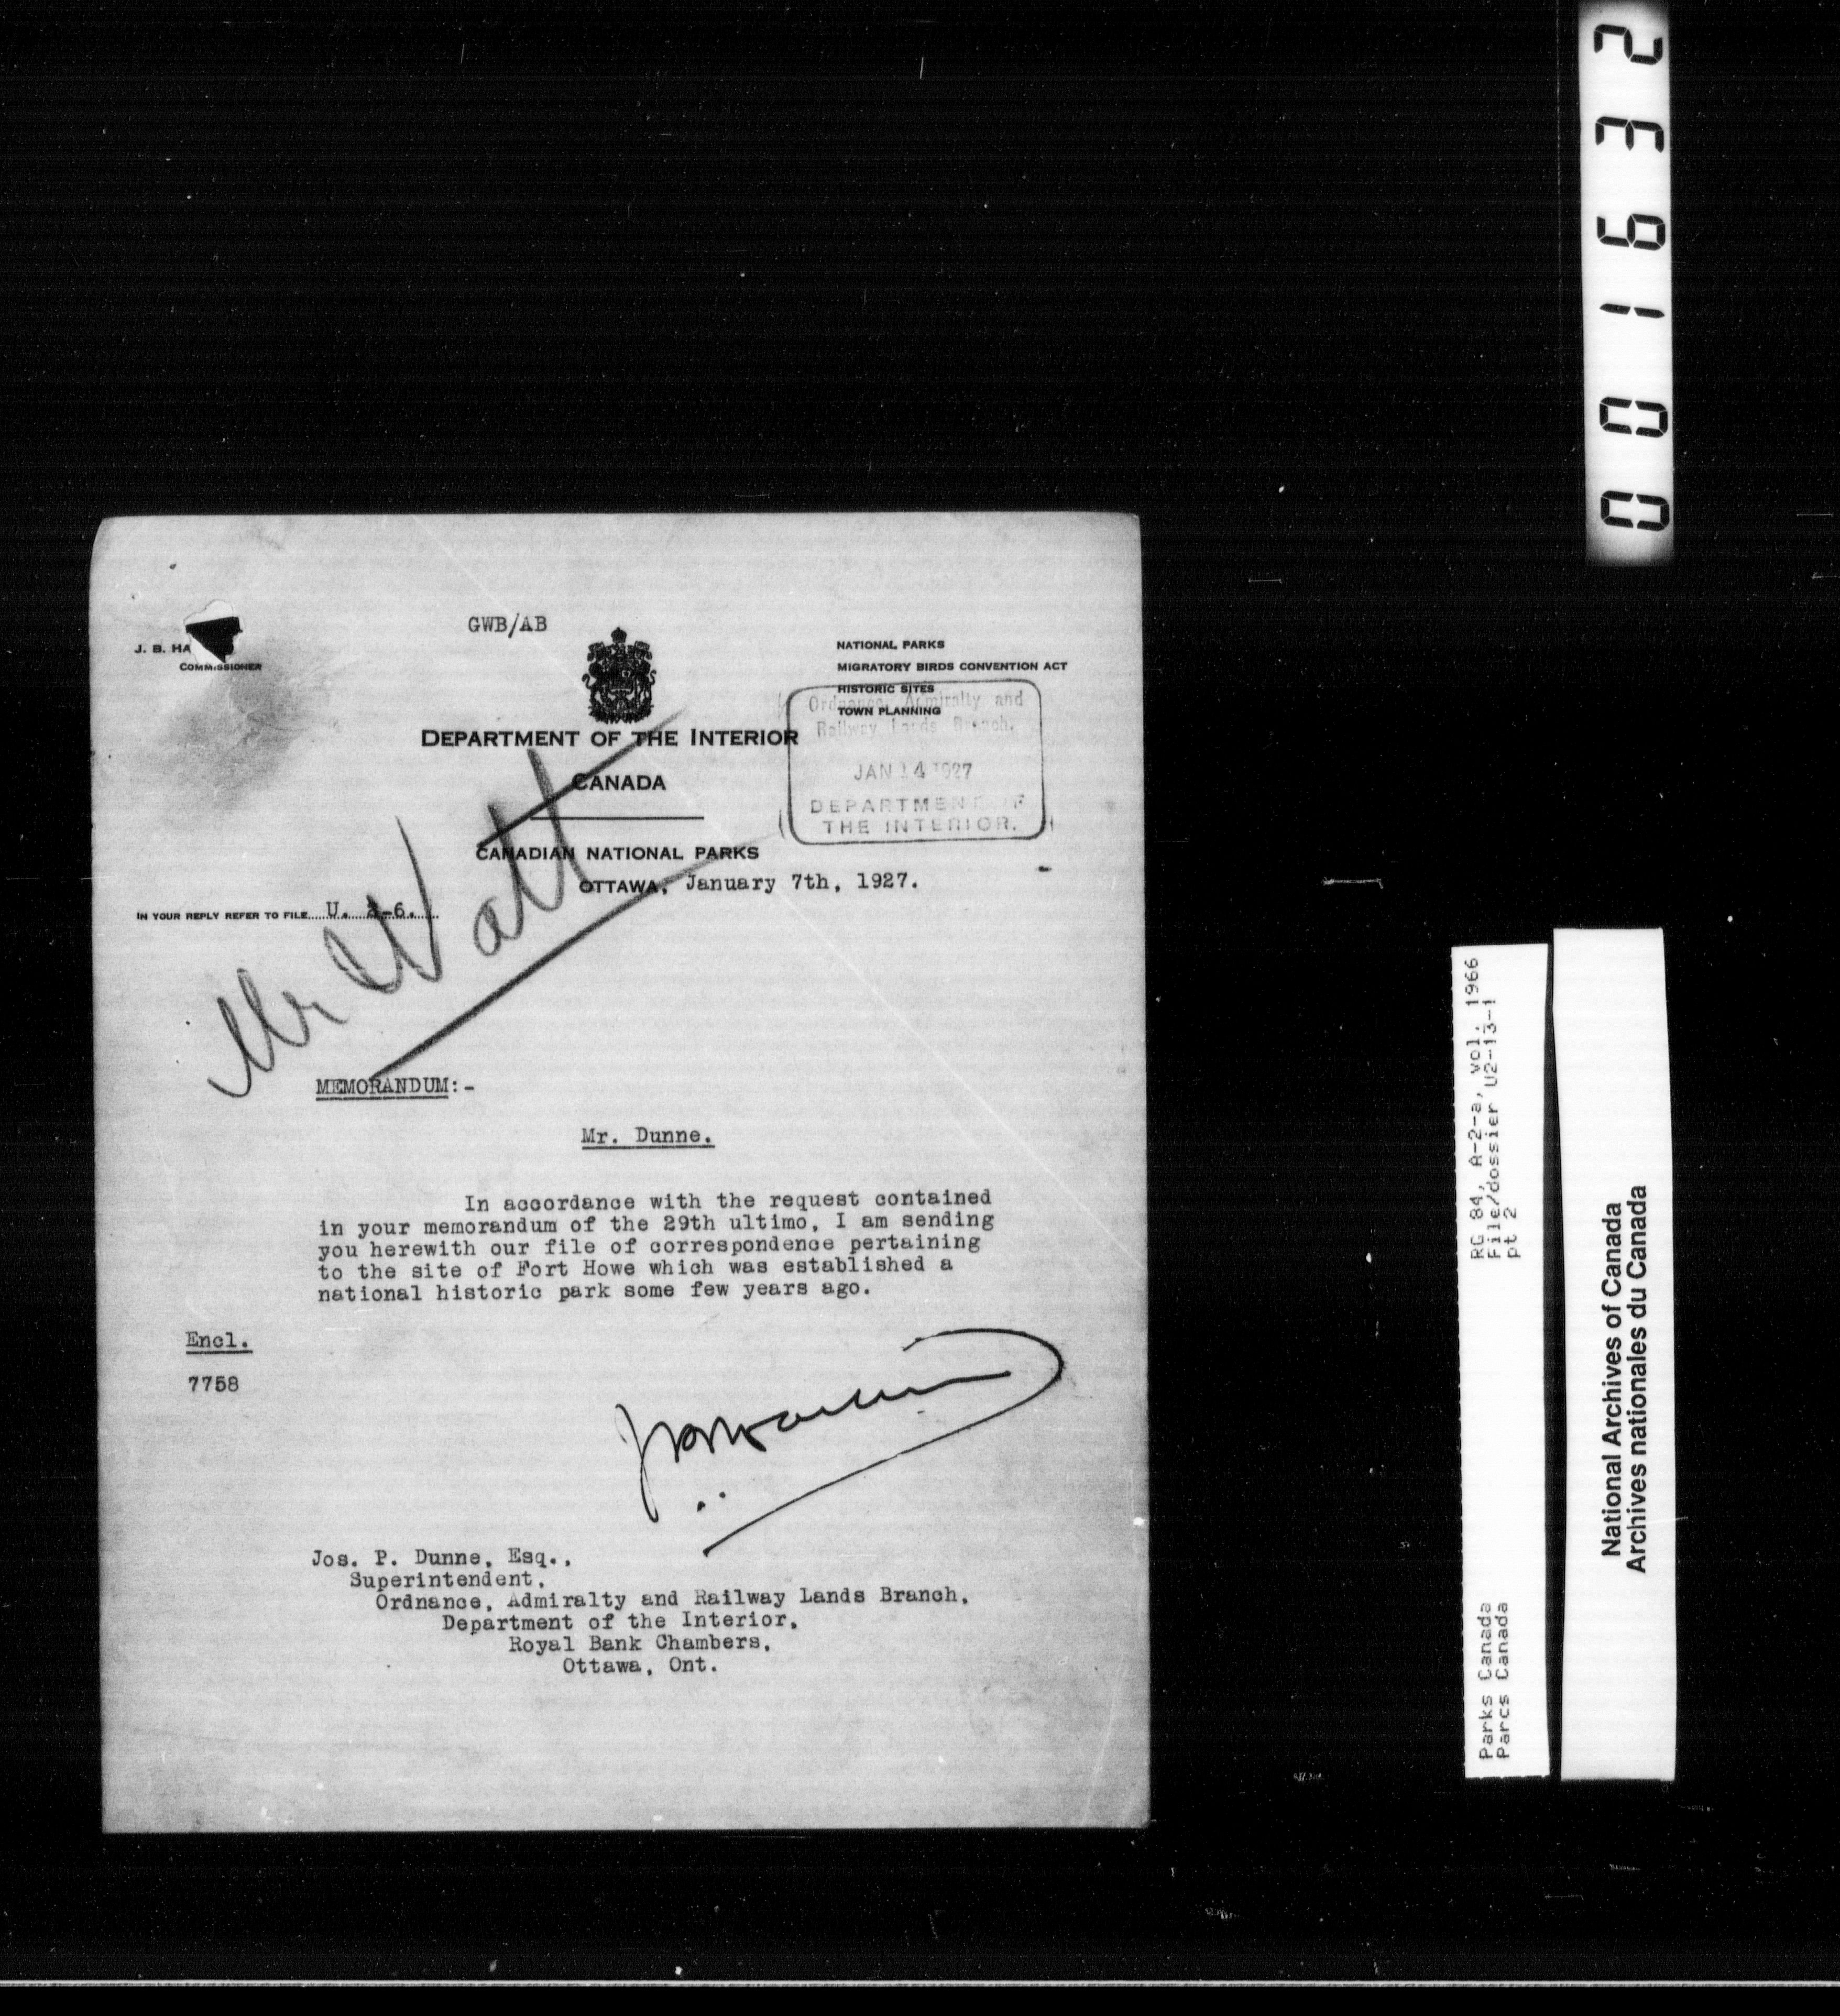 GWB/AB
J. B. HA
COMMISSIONER
NATIONAL PARKS
MIGRATORY BIRDS CONVENTION ACT
HISTORIC SITES
TOWN PLANNING
Ordnance, Admiralty and
Railway Lands Branch.
JAN 14 1927
DEPARTMENT OF
THE INTERIOR.
DEPARTMENT OF THE INTERIOR
CANADA
CANADIAN NATIONAL PARKS
OTTAWA, January 7th, 1927.
IN YOUR REPLY REFER TO FILE U. 2-6.
Mr Watt
MEMORANDUM:-
Mr. Dunne.
In accordance with the request contained
in your memorandum of the 29th ultimo, I am sending
you herewith our file of correspondence pertaining
to the site of Fort Howe which was established a
national historic park some few years ago.
Encl.
7758
Jos. P. Dunne, Esq.,
Superintendent,
Ordnance, Admiralty and Railway Lands Branch,
Department of the Interior,
Royal Bank Chambers,
Ottawa, Ont.
001632
RG 84, A-2-a, vol. 1966
File/dossier U2-13-1
pt 2
Parks Canada
Parcs Canada
National Archives of Canada
Archives nationales du Canada